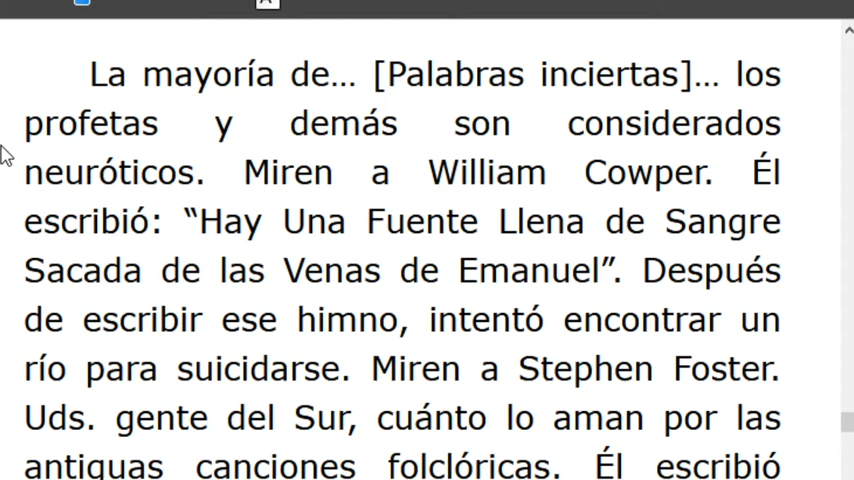 La mayoría de... [Palabras inciertas]... los
profetas y demás son considerados
neuróticos. Miren a William Cowper. Él
escribió: “Hay Una Fuente Llena de Sangre
Sacada de las Venas de Emanuel”. Después
de escribir ese himno, intentó encontrar un
río para suicidarse. Miren a Stephen Foster.
Uds. gente del Sur, cuánto lo aman por las
antiguas canciones folclóricas. Él escribió